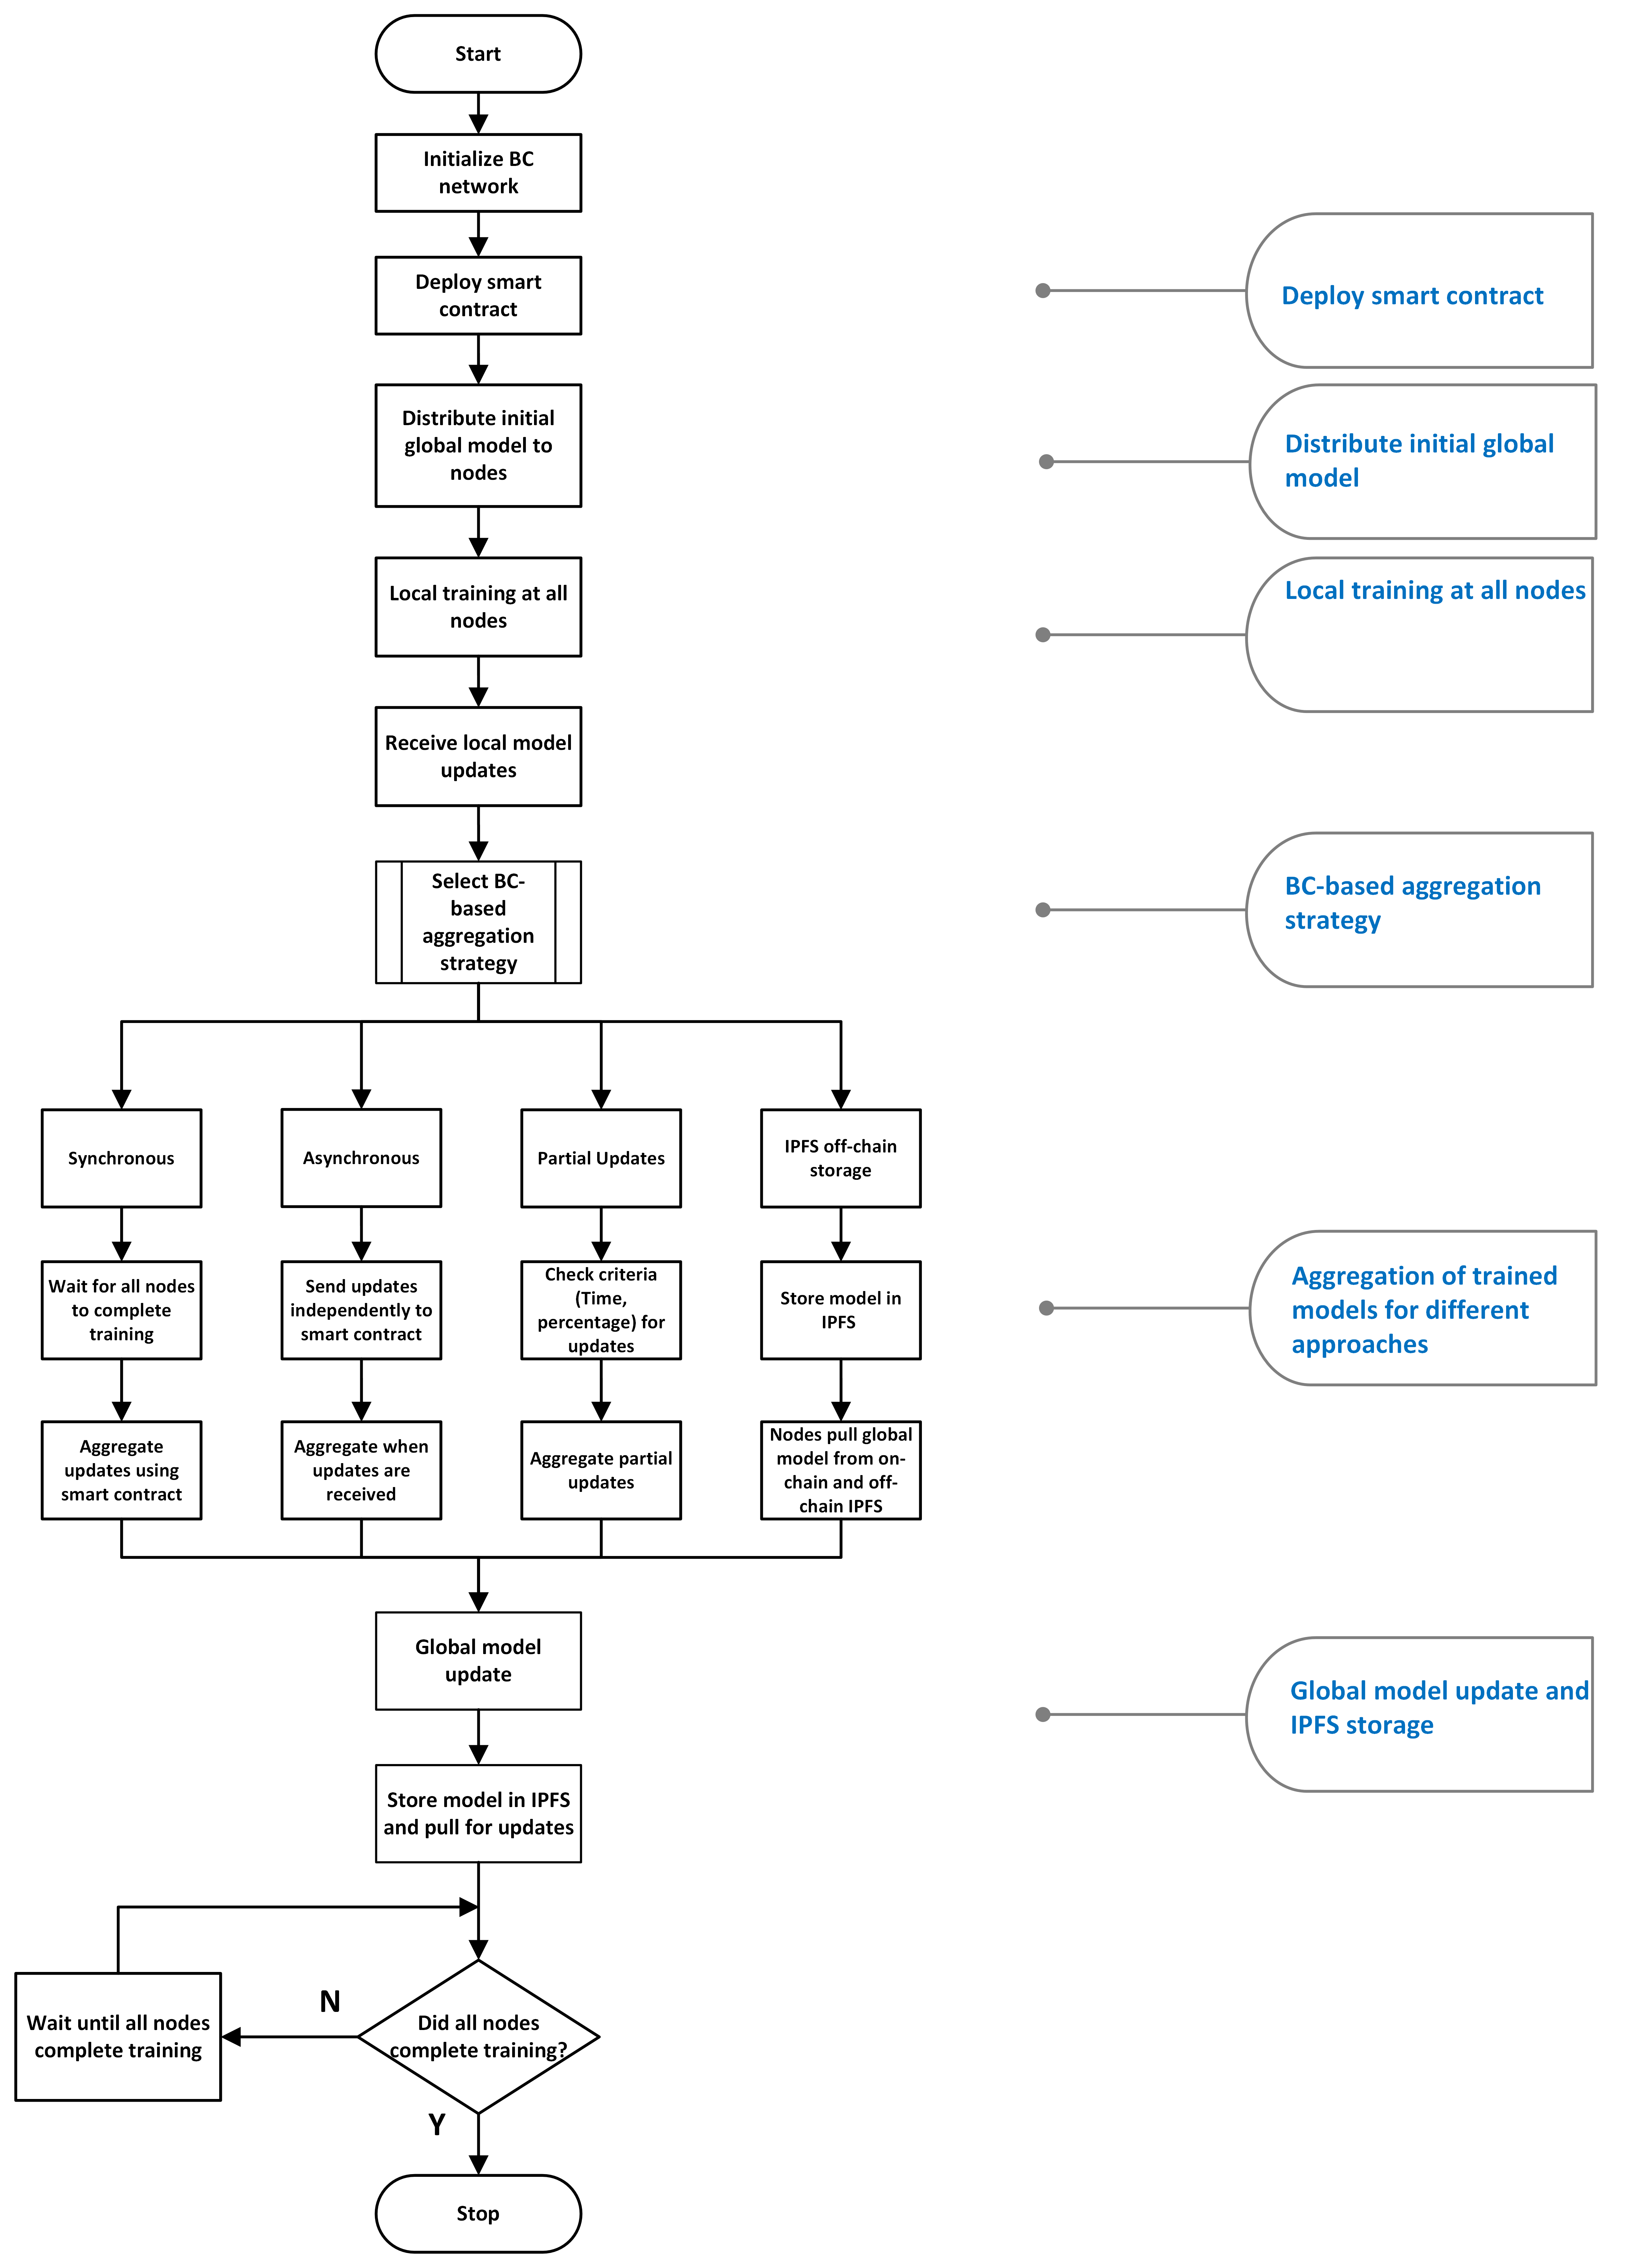 Start
Initialize BC
network
Deploy smart
contract
Distribute initial
global model to
nodes
Local training at all
nodes
Receive local model
updates
Select BC-
based
aggregation
strategy
Synchronous
Asynchronous
Partial Updates
IPFS off-chain
storage
Wait for all nodes
to complete
training
Send updates
independently to
smart contract
Check criteria
(Time,
percentage) for
updates
Store model in
IPFS
Aggregate
updates using
smart contract
Aggregate when
updates are
received
Aggregate partial
updates
Nodes pull global
model from on-
chain and off-
chain IPFS
Global model
update
Store model in IPFS
and pull for updates
Did all nodes
complete training?
N
Wait until all nodes
complete training
Y
Stop
Deploy smart contract
Distribute initial global
model
Local training at all nodes
BC-based aggregation
strategy
Aggregation of trained
models for different
approaches
Global model update and
IPFS storage